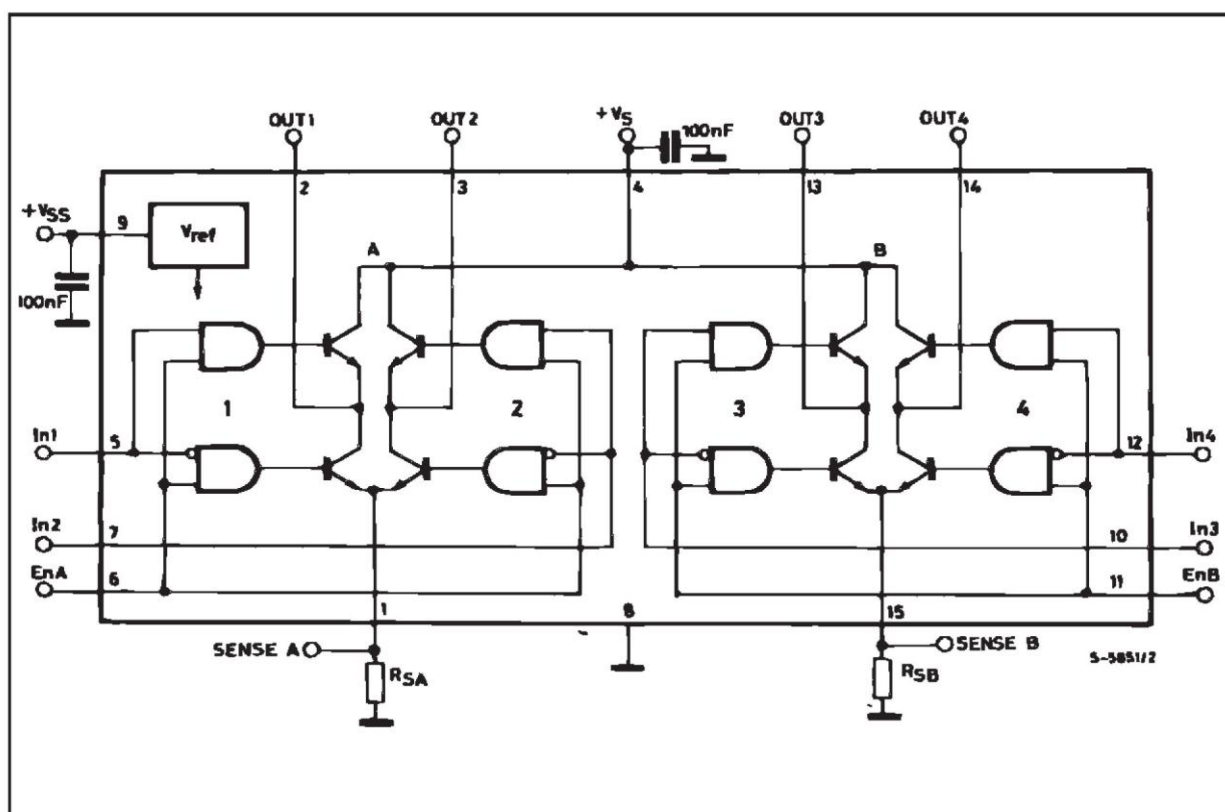 OUT1 OUT2 +VS 100nF OUT3 OUT4
2 3 4 13 14
+VSS 9 Vref
A B
100nF
1 2 3 4
In1 5 12 In4
In2 7 10 In3
EnA 6 11 EnB
1 8 15
SENSE A SENSE B
RSA RSB
S-5851/2